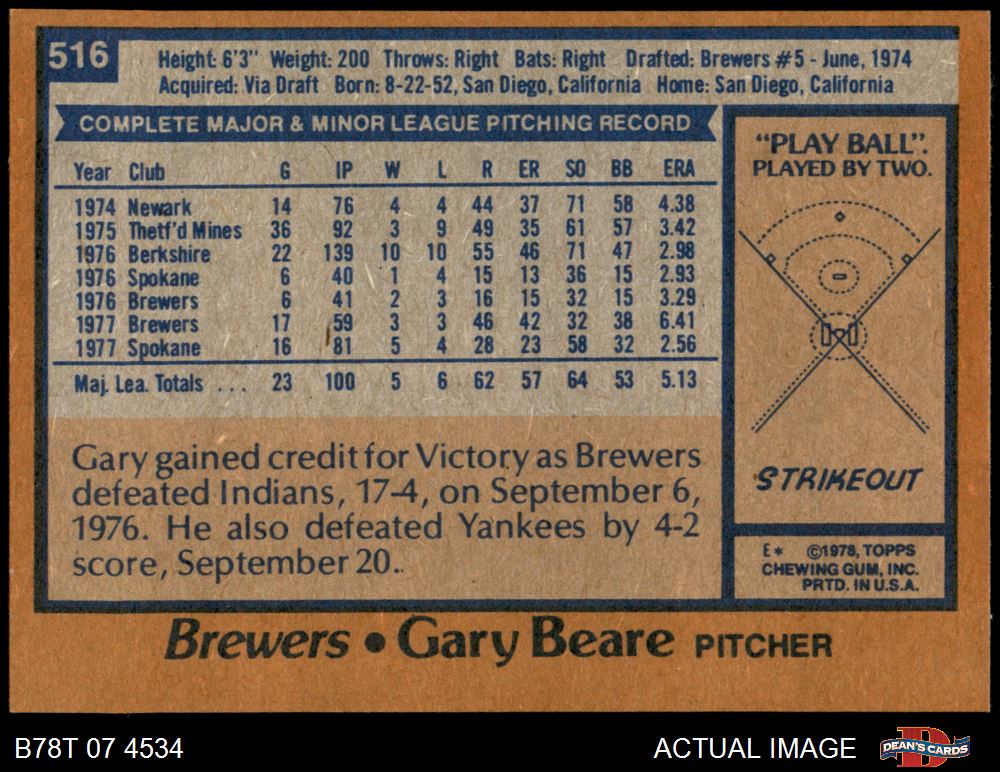 516
Height: 6'3" Weight: 200 Throws: Right Bats: Right Drafted: Brewers #5 - June, 1974
Acquired: Via Draft Born: 8-22-52, San Diego, California Home: San Diego, California
COMPLETE MAJOR & MINOR LEAGUE PITCHING RECORD
Year Club G IP W L R ER SO BB ERA
1974 Newark 14 76 4 4 44 37 71 58 4.38
1975 Thetf'd Mines 36 92 3 9 49 35 61 57 3.42
1976 Berkshire 22 139 10 10 55 46 71 47 2.98
1976 Spokane 6 40 1 4 15 13 36 15 2.93
1976 Brewers 6 41 2 3 16 15 32 15 3.29
1977 Brewers 17 59 3 3 46 42 32 38 6.41
1977 Spokane 16 81 5 4 28 23 58 32 2.56
Maj. Lea. Totals ... 23 100 5 6 62 57 64 53 5.13
Gary gained credit for Victory as Brewers
defeated Indians, 17-4, on September 6,
1976. He also defeated Yankees by 4-2
score, September 20..
"PLAY BALL":
PLAYED BY TWO.
STRIKEOUT
E* ©1978, TOPPS
CHEWING GUM, INC.
PRTD. IN U.S.A.
Brewers • Gary Beare PITCHER
B78T 07 4534
ACTUAL IMAGE
D
DEAN'S CARDS